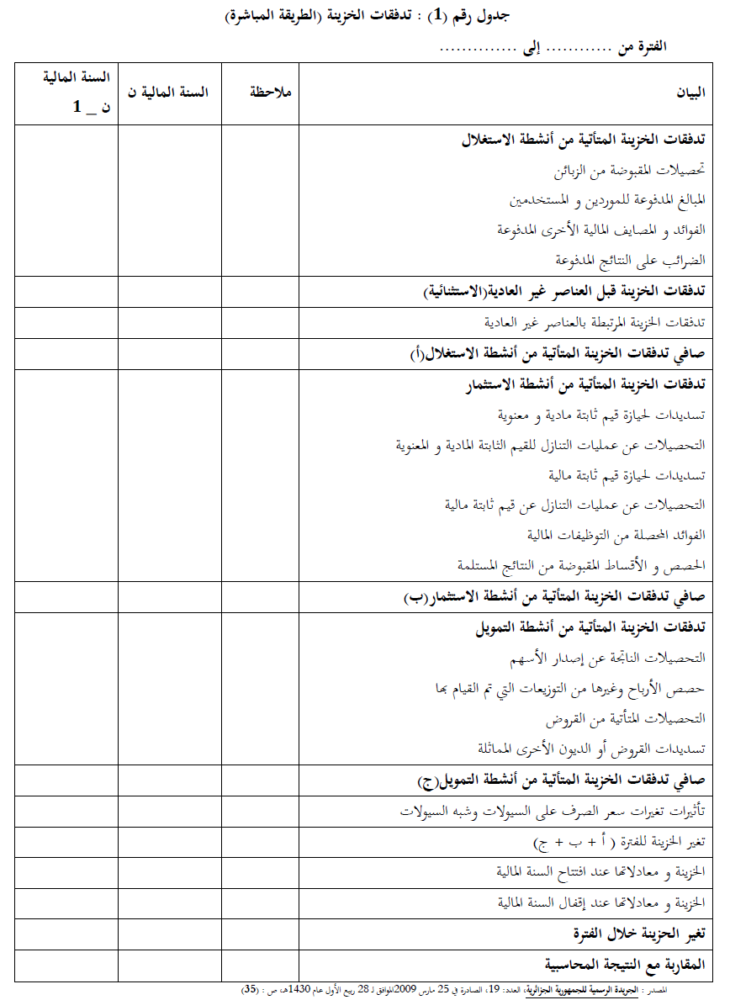 جدول رقم (1) : تدفقات الخزينة (الطريقة المباشرة)
الفترة من ............ إلى ..............
البيان ملاحظة السنة المالية ن السنة المالية ن _ 1
تدفقات الخزينة المتأتية من أنشطة الاستغلال
تحصيلات المقبوضة من الزبائن
المبالغ المدفوعة للموردين و المستخدمين
الفوائد و المصايف المالية الأخرى المدفوعة
الضرائب على النتائج المدفوعة
تدفقات الخزينة قبل العناصر غير العادية(الاستثنائية)
تدفقات الخزينة المرتبطة بالعناصر غير العادية
صافي تدفقات الخزينة المتأتية من أنشطة الاستغلال(أ)
تدفقات الخزينة المتأتية من أنشطة الاستثمار
تسديدات لحيازة قيم ثابتة مادية و معنوية
التحصيلات عن عمليات التنازل للقيم الثابتة المادية و المعنوية
تسديدات لحيازة قيم ثابتة مالية
التحصيلات عن عمليات التنازل عن قيم ثابتة مالية
الفوائد المحصلة من التوظيفات المالية
الحصص و الأقساط المقبوضة من النتائج المستلمة
صافي تدفقات الخزينة المتأتية من أنشطة الاستثمار(ب)
تدفقات الخزينة المتأتية من أنشطة التمويل
التحصيلات الناتجة عن إصدار الأسهم
حصص الأرباح وغيرها من التوزيعات التي تم القيام بها
التحصيلات المتأتية من القروض
تسديدات القروض أو الديون الأخرى المماثلة
صافي تدفقات الخزينة المتأتية من أنشطة التمويل(ج)
تأثيرات تغيرات سعر الصرف على السيولات وشبه السيولات
تغير الخزينة للفترة ( أ + ب + ج)
الخزينة و معادلاتها عند افتتاح السنة المالية
الخزينة و معادلاتها عند إقفال السنة المالية
تغير الحزينة خلال الفترة
المقاربة مع النتيجة المحاسبية
المصدر : الجريدة الرسمية للجمهورية الجزائرية، العدد: 19، الصادرة في 25 مارس 2009الموافق لـ 28 ربيع الأول عام 1430هـ، ص : (35)